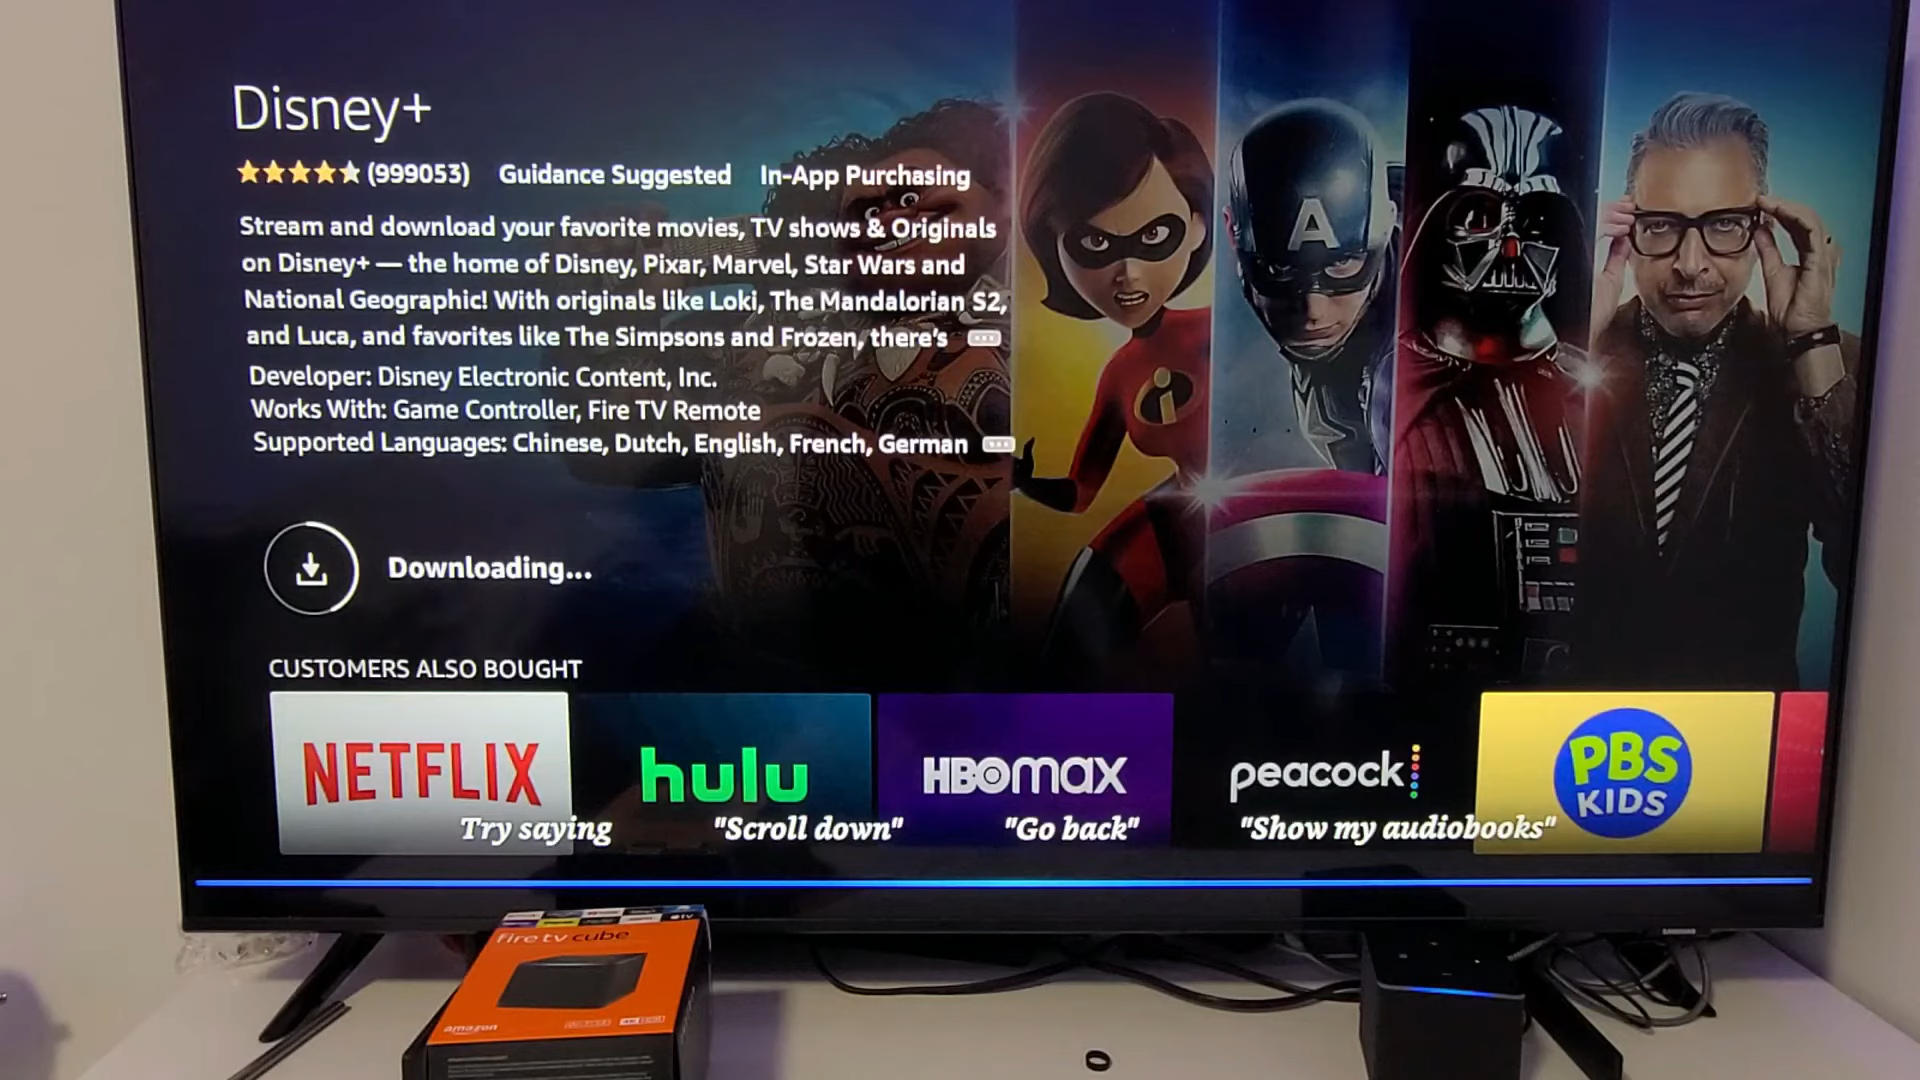 Disney+
(999053) Guidance Suggested In-App Purchasing
Stream and download your favorite movies, TV shows & Originals
on Disney+ — the home of Disney, Pixar, Marvel, Star Wars and
National Geographic! With originals like Loki, The Mandalorian S2,
and Luca, and favorites like The Simpsons and Frozen, there's
Developer: Disney Electronic Content, Inc.
Works With: Game Controller, Fire TV Remote
Supported Languages: Chinese, Dutch, English, French, German
A
Downloading...
CUSTOMERS ALSO BOUGHT
NETFLIX
hulu
HBOMAX
peacock
PBS
KIDS
Try saying "Scroll down" "Go back" "Show my audiobooks"
SAMSUNG
fire tv cube
amazon